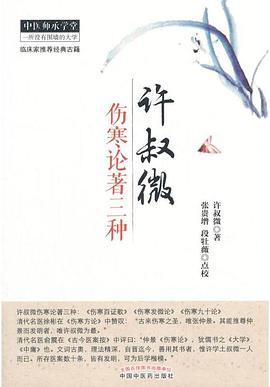 中医师承学堂
一所没有围墙的大学
临床家推荐经典古籍
许叔微
伤寒论著三种
许叔微 著
张贵增 段壮薇 点校
许叔微伤寒论著三种:《伤寒百证歌》《伤寒发微论》《伤寒九十论》
清代名医徐彬在《伤寒方论》中赞叹:“古来伤寒之圣,唯张仲景。其能推尊仲
景而发明者,唯许叔微为最。”
清代名医俞震在《古今医案按》中评曰:“仲景《伤寒论》,犹儒书之《大学》
《中庸》也。文词古奥,理法精深,自晋迄今,善用其书者,惟许学士叔微一人
而已。所存医案数十条,皆有发明,可为后学楷模。”
中国中医药出版社